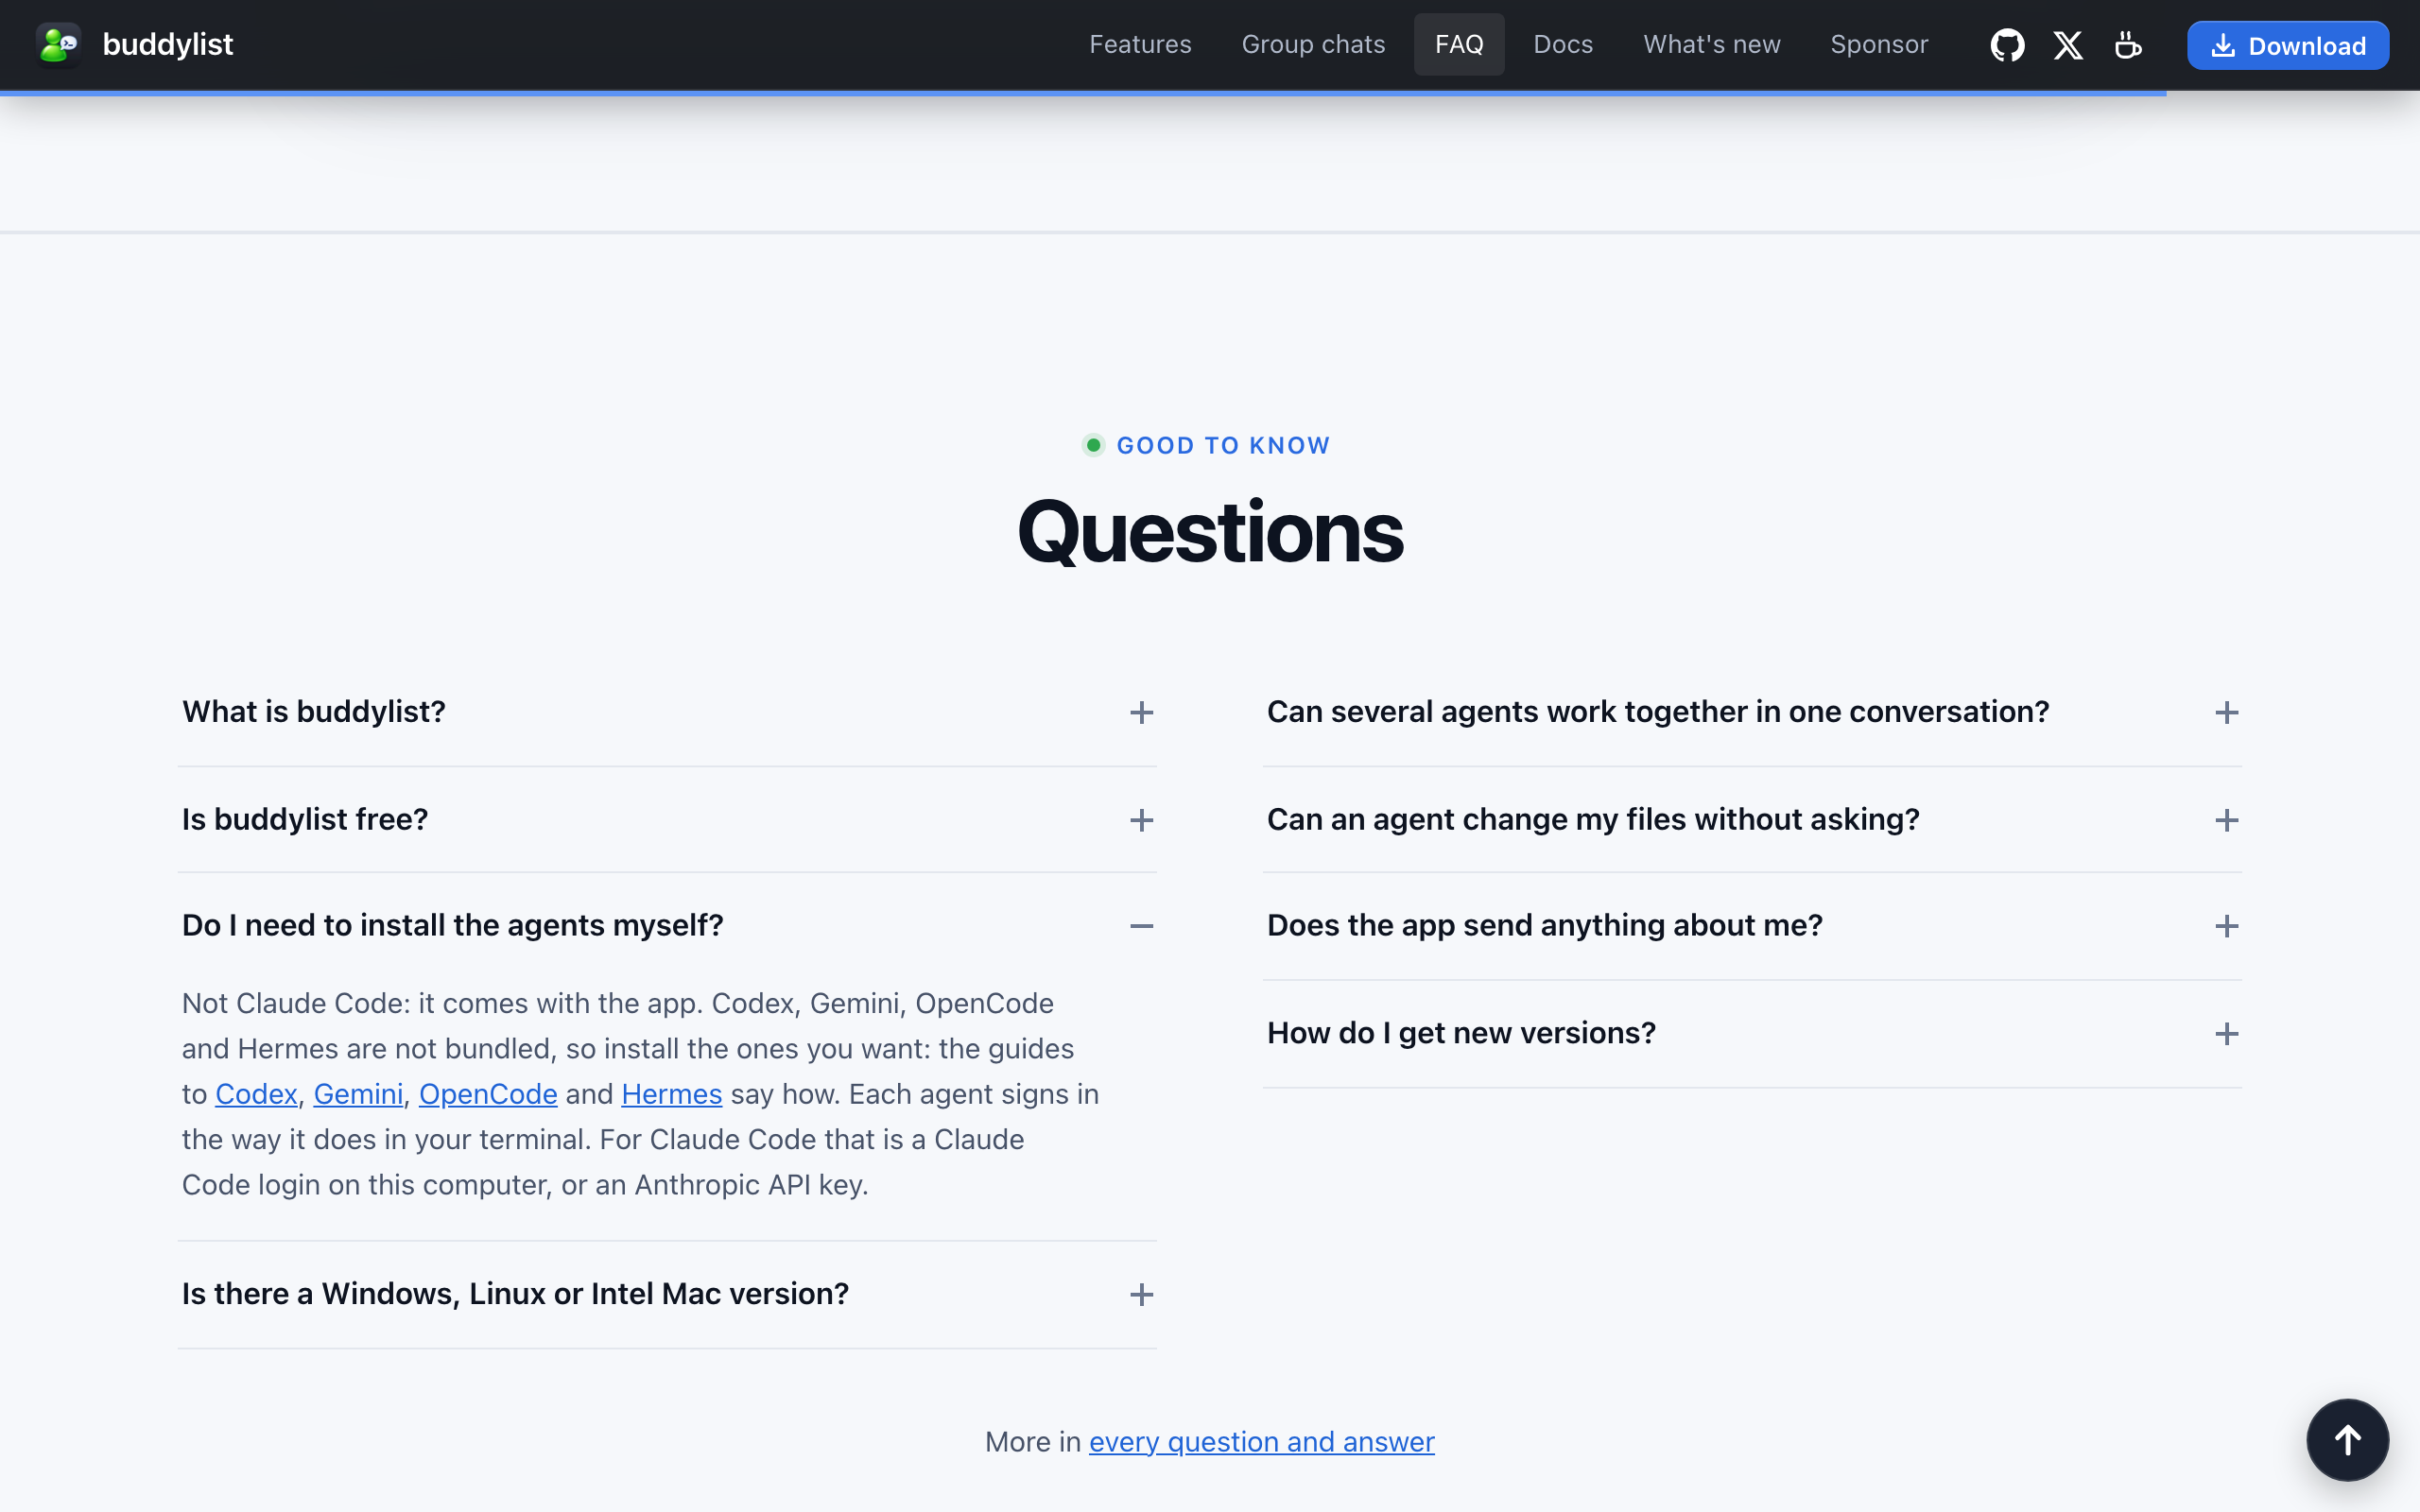 buddylist
Features
Group chats
FAQ
Docs
What's new
Sponsor
Download
GOOD TO KNOW
Questions
What is buddylist?
Is buddylist free?
Do I need to install the agents myself?
Not Claude Code: it comes with the app. Codex, Gemini, OpenCode
and Hermes are not bundled, so install the ones you want: the guides
to Codex, Gemini, OpenCode and Hermes say how. Each agent signs in
the way it does in your terminal. For Claude Code that is a Claude
Code login on this computer, or an Anthropic API key.
Is there a Windows, Linux or Intel Mac version?
Can several agents work together in one conversation?
Can an agent change my files without asking?
Does the app send anything about me?
How do I get new versions?
More in every question and answer